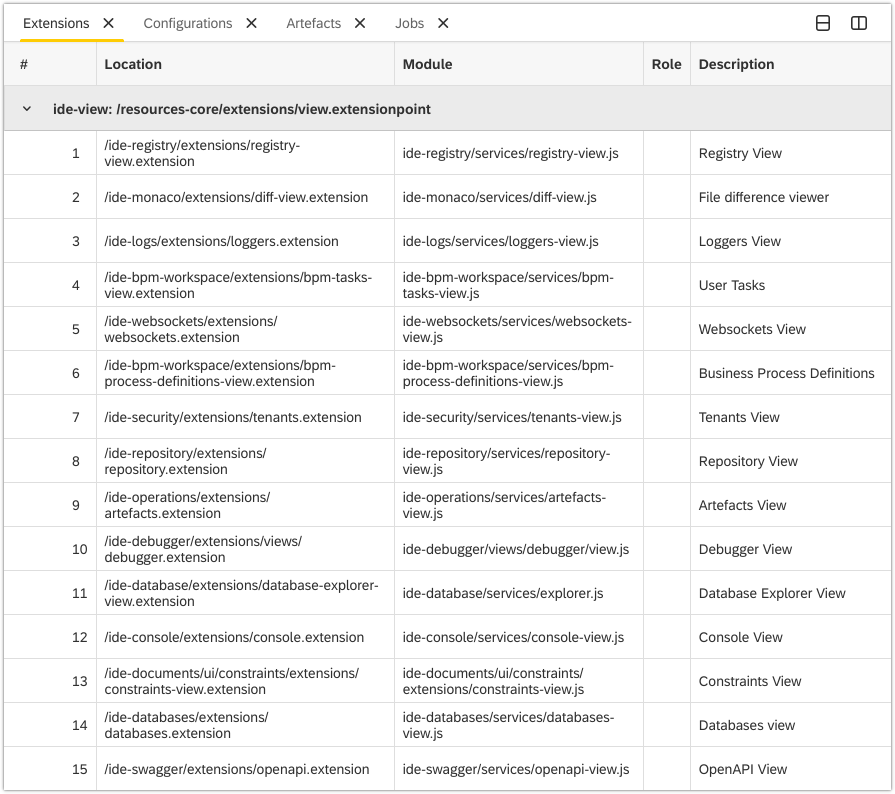 Extensions Configurations Artefacts Jobs
# Location Module Role Description
ide-view: /resources-core/extensions/view.extensionpoint
1 /ide-registry/extensions/registry-
view.extension ide-registry/services/registry-view.js Registry View
2 /ide-monaco/extensions/diff-view.extension ide-monaco/services/diff-view.js File difference viewer
3 /ide-logs/extensions/loggers.extension ide-logs/services/loggers-view.js Loggers View
4 /ide-bpm-workspace/extensions/bpm-tasks-
view.extension ide-bpm-workspace/services/bpm-
tasks-view.js User Tasks
5 /ide-websockets/extensions/
websockets.extension ide-websockets/services/websockets-
view.js Websockets View
6 /ide-bpm-workspace/extensions/bpm-
process-definitions-view.extension ide-bpm-workspace/services/bpm-
process-definitions-view.js Business Process Definitions
7 /ide-security/extensions/tenants.extension ide-security/services/tenants-view.js Tenants View
8 /ide-repository/extensions/
repository.extension ide-repository/services/repository-
view.js Repository View
9 /ide-operations/extensions/
artefacts.extension ide-operations/services/artefacts-
view.js Artefacts View
10 /ide-debugger/extensions/views/
debugger.extension ide-debugger/views/debugger/view.js Debugger View
11 /ide-database/extensions/database-explorer-
view.extension ide-database/services/explorer.js Database Explorer View
12 /ide-console/extensions/console.extension ide-console/services/console-view.js Console View
13 /ide-documents/ui/constraints/extensions/
constraints-view.extension ide-documents/ui/constraints/
extensions/constraints-view.js Constraints View
14 /ide-databases/extensions/
databases.extension ide-databases/services/databases-
view.js Databases view
15 /ide-swagger/extensions/openapi.extension ide-swagger/services/openapi-view.js OpenAPI View